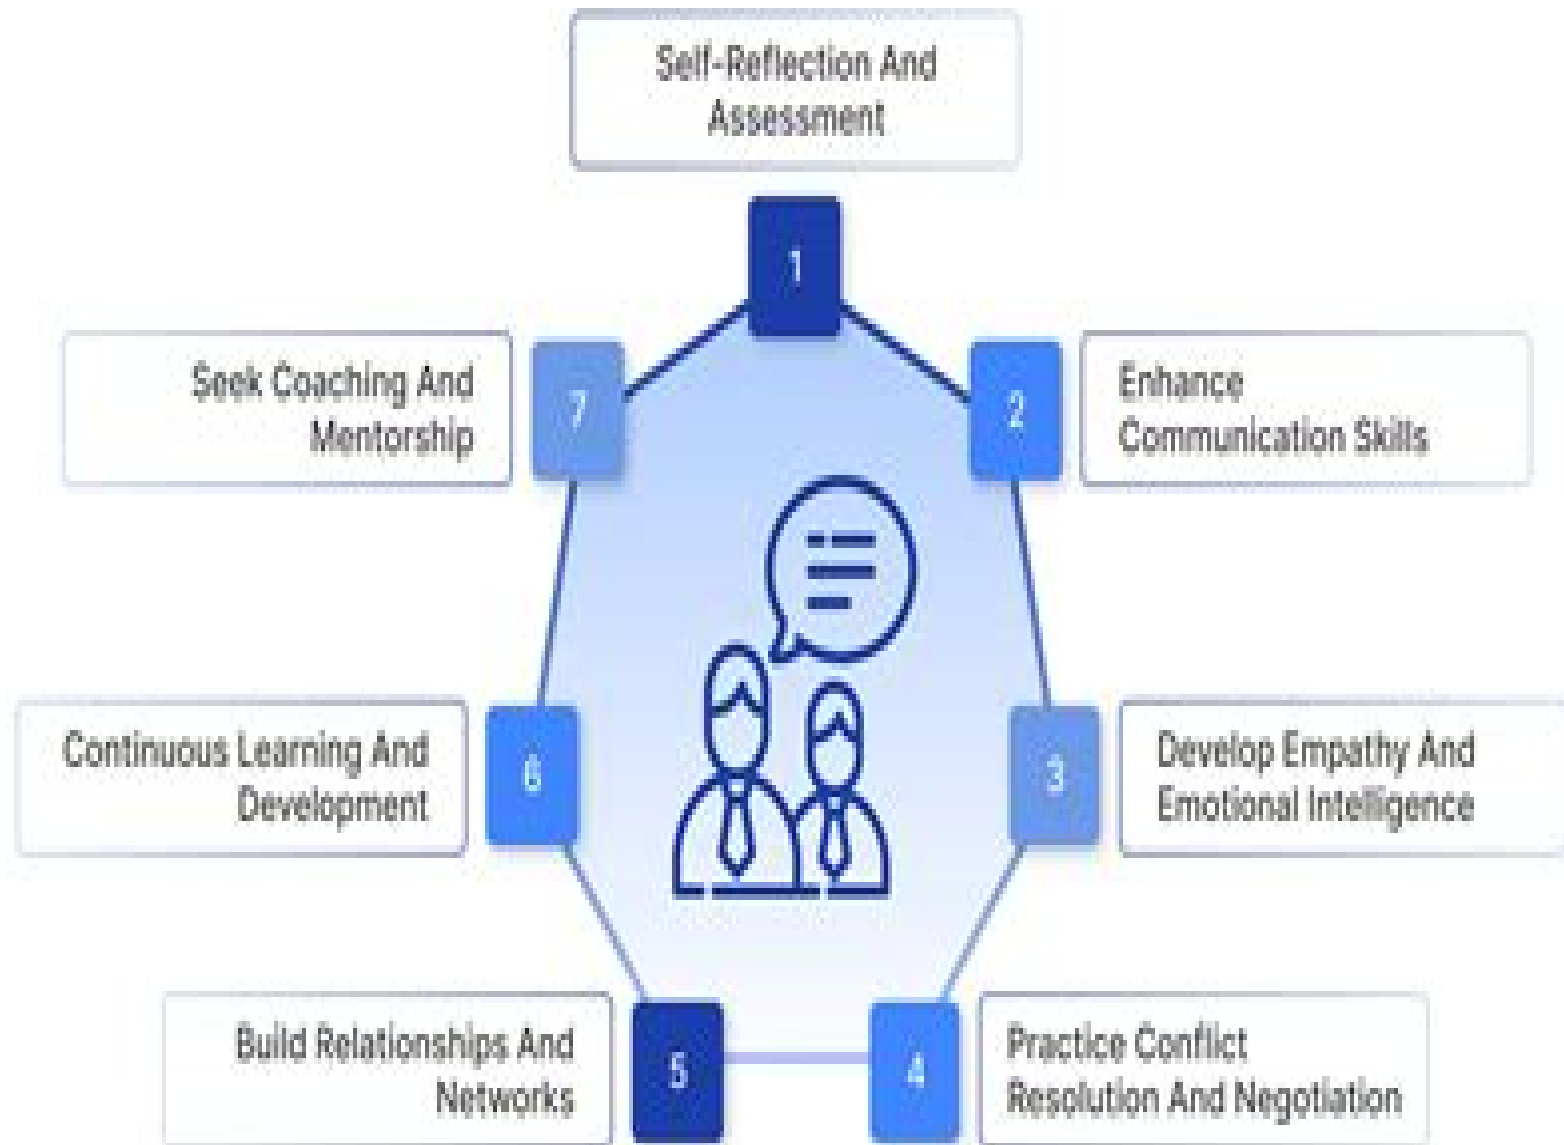 Self-Reflection And
Assessment
1
2
Enhance
Communication Skills
3
Develop Empathy And
Emotional Intelligence
4
Practice Conflict
Resolution And Negotiation
5
Build Relationships And
Networks
6
Continuous Learning And
Development
7
Seek Coaching And
Mentorship